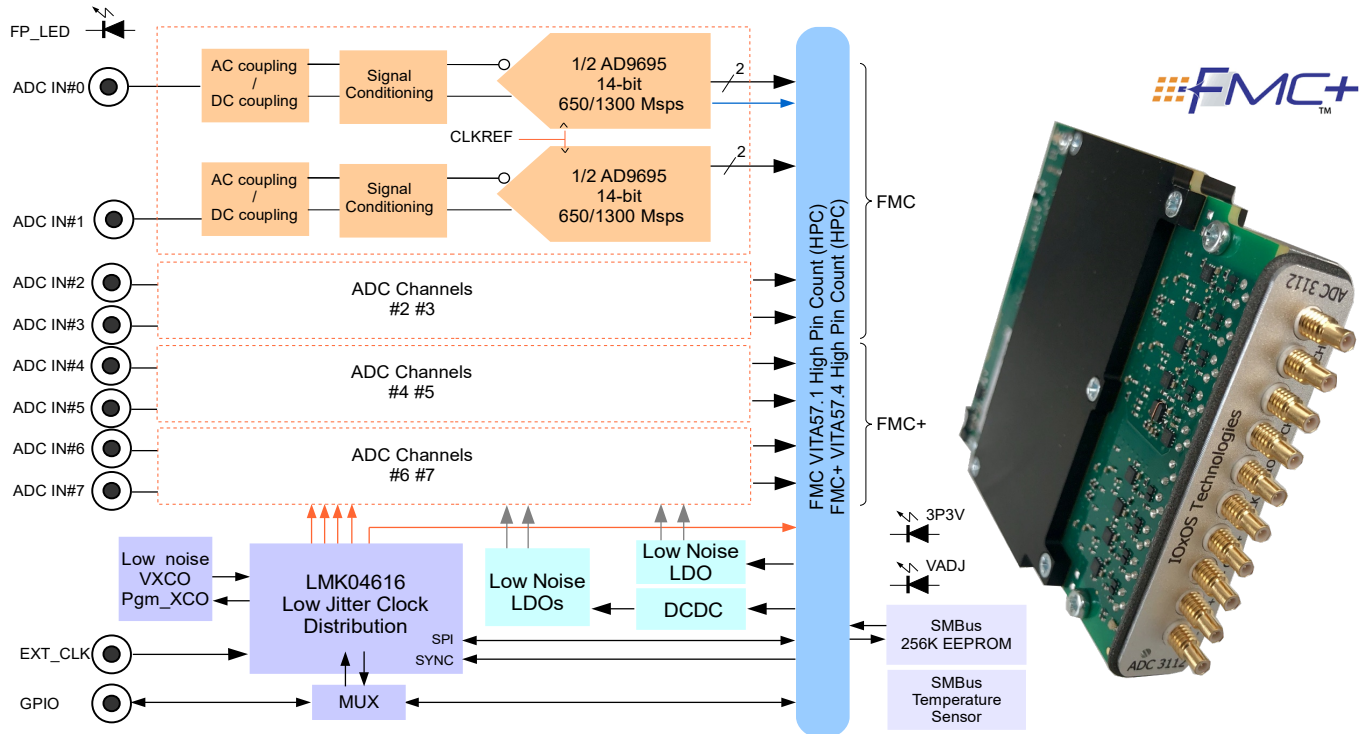 FP_LED
ADC IN#0
AC coupling
/
DC coupling
Signal
Conditioning
1/2 AD9695
14-bit
650/1300 Msps
2
CLKREF
ADC IN#1
AC coupling
/
DC coupling
Signal
Conditioning
1/2 AD9695
14-bit
650/1300 Msps
2
ADC IN#2
ADC IN#3
ADC Channels
#2 #3
ADC IN#4
ADC IN#5
ADC Channels
#4 #5
ADC IN#6
ADC IN#7
ADC Channels
#6 #7
FMC VITA57.1 High Pin Count (HPC)
FMC+ VITA57.4 High Pin Count (HPC)
FMC
FMC+
Low noise
VXCO
Pgm_XCO
LMK04616
Low Jitter Clock
Distribution
SPI
SYNC
Low Noise
LDOs
Low Noise
LDO
DCDC
EXT_CLK
GPIO
MUX
3P3V
VADJ
SMBus
256K EEPROM
SMBus
Temperature
Sensor
FMC+
TM
ADC 3112
IOxOS Technologies
ADC 3112